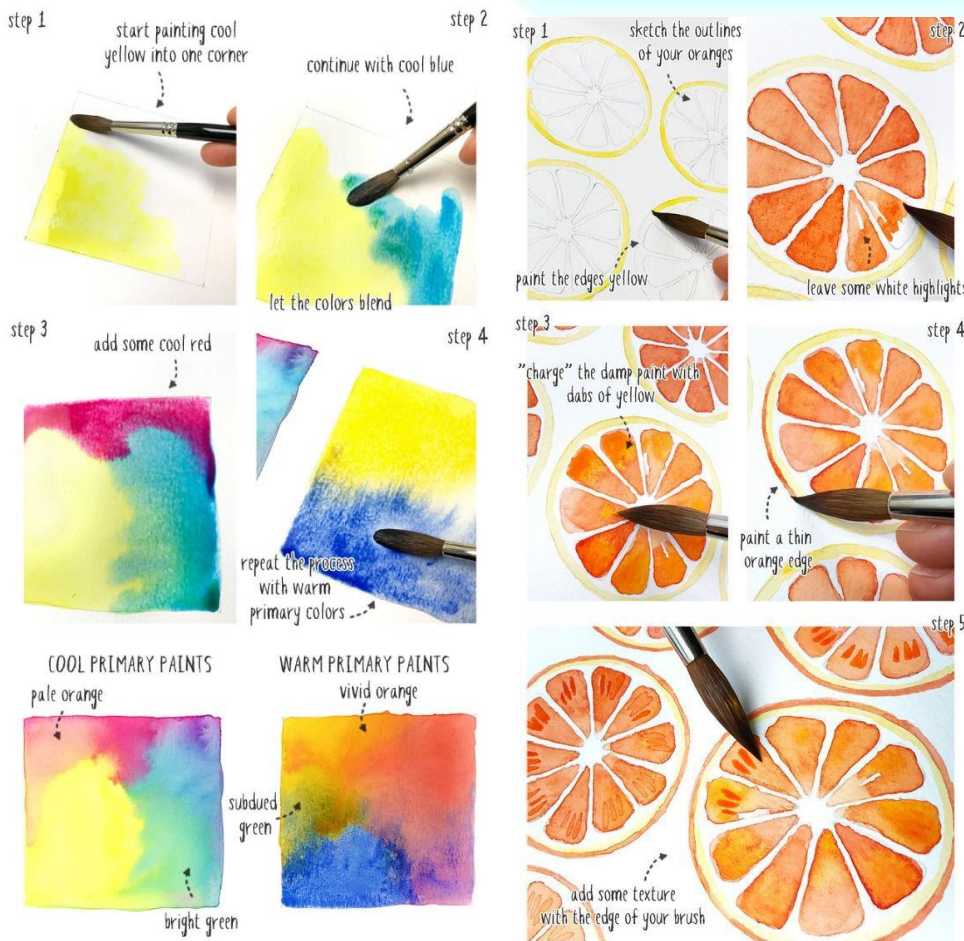 step 1
start painting cool
yellow into one corner
step 2
continue with cool blue
let the colors blend
step 3
add some cool red
step 4
repeat the process
with warm
primary colors
COOL PRIMARY PAINTS
pale orange
bright green
WARM PRIMARY PAINTS
vivid orange
subdued
green
step 1
sketch the outlines
of your oranges
paint the edges yellow
step 2
leave some white highlights
step 3
"charge" the damp paint with
dabs of yellow
step 4
paint a thin
orange edge
step 5
add some texture
with the edge of your brush